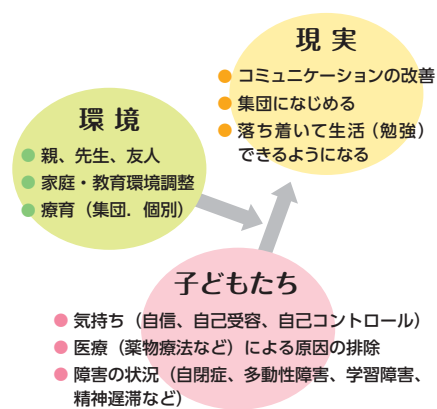 現実
● コミュニケーションの改善
● 集団になじめる
● 落ち着いて生活（勉強）
できるようになる
環境
● 親、先生、友人
● 家庭・教育環境調整
● 療育（集団．個別）
子どもたち
● 気持ち（自信、自己受容、自己コントロール）
● 医療（薬物療法など）による原因の排除
● 障害の状況（自閉症、多動性障害、学習障害、
精神遅滞など）